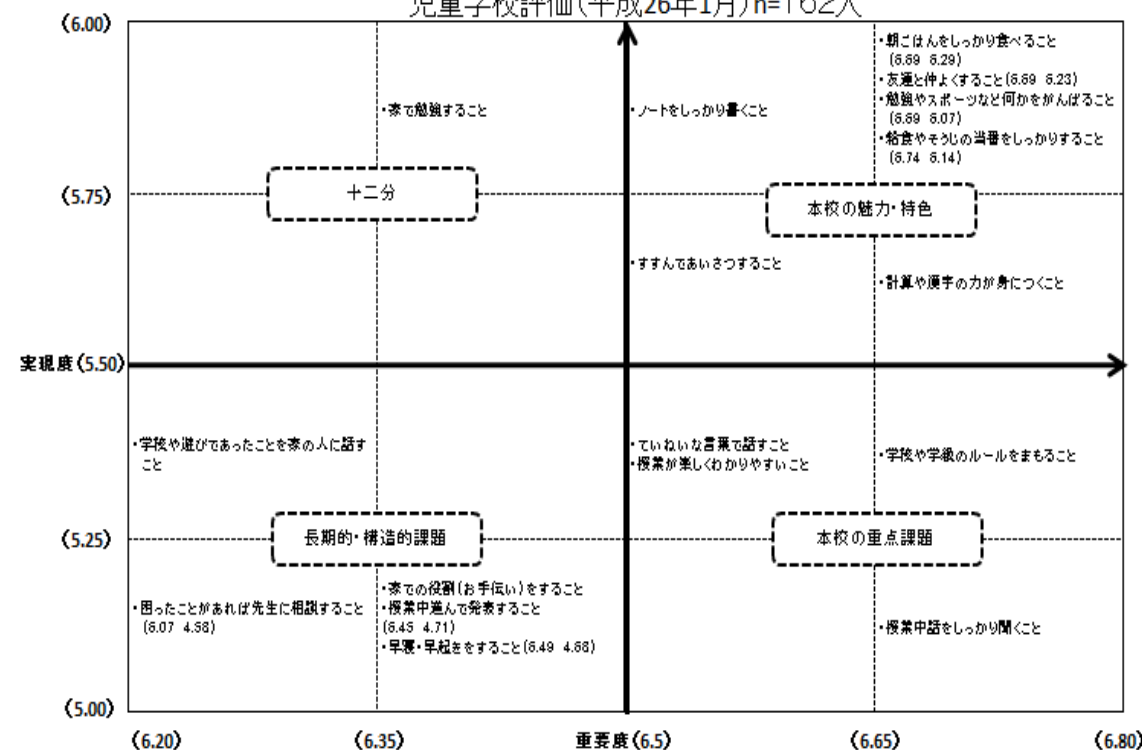 児童学校評価(平成26年1月)n=162人
(6.00)
・朝ごはんをしっかり食べること
(6.69 6.29)
・友達と仲よくすること(6.69 6.23)
・勉強やスポーツなど何かをがんばること
(6.69 6.07)
・給食やそうじの当番をしっかりすること
(6.74 6.14)
・家で勉強すること
・ノートをしっかり書くこと
(5.75)
十二分
本校の魅力・特色
・すすんであいさつすること
・計算や漢字の力が身につくこと
実現度(5.50)
・学校や遊びであったことを家の人に話す
こと
・ていねいな言葉で話すこと
・授業が楽しくわかりやすいこと
・学校や学級のルールをまもること
(5.25)
長期的・構造的課題
本校の重点課題
・困ったことがあれば先生に相談すること
(6.07 4.58)
・家での役割(お手伝い)をすること
・授業中進んで発表すること
(6.45 4.71)
・早寝・早起ををすること(6.49 4.88)
・授業中話をしっかり聞くこと
(5.00)
(6.20)
(6.35)
重要度(6.5)
(6.65)
(6.80)